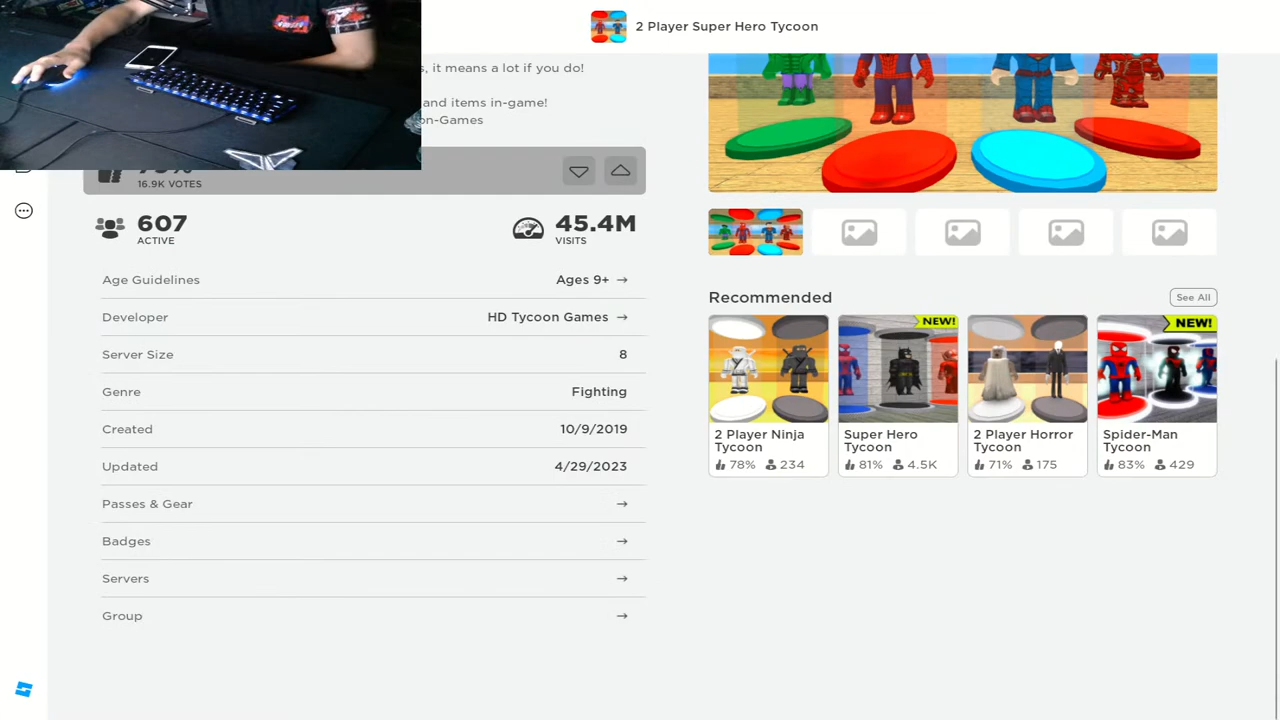 2 Player Super Hero Tycoon
s, it means a lot if you do!
and items in-game!
on-Games
16.9K VOTES
607
ACTIVE
45.4M
VISITS
Age Guidelines
Ages 9+ →
Developer
HD Tycoon Games →
Server Size
8
Genre
Fighting
Created
10/9/2019
Updated
4/29/2023
Passes & Gear →
Badges →
Servers →
Group →
Recommended
See All
NEW!
NEW!
2 Player Ninja
Tycoon
78% 234
Super Hero
Tycoon
81% 4.5K
2 Player Horror
Tycoon
71% 175
Spider-Man
Tycoon
83% 429